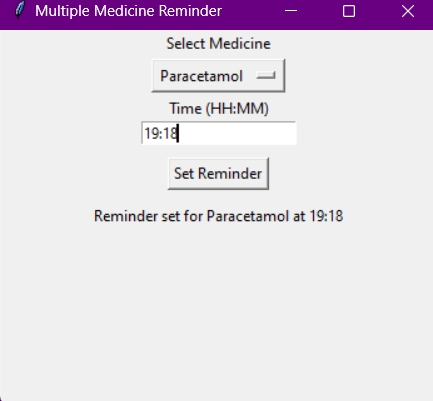 Multiple Medicine Reminder
Select Medicine
Paracetamol
Time (HH:MM)
19:18
Set Reminder
Reminder set for Paracetamol at 19:18